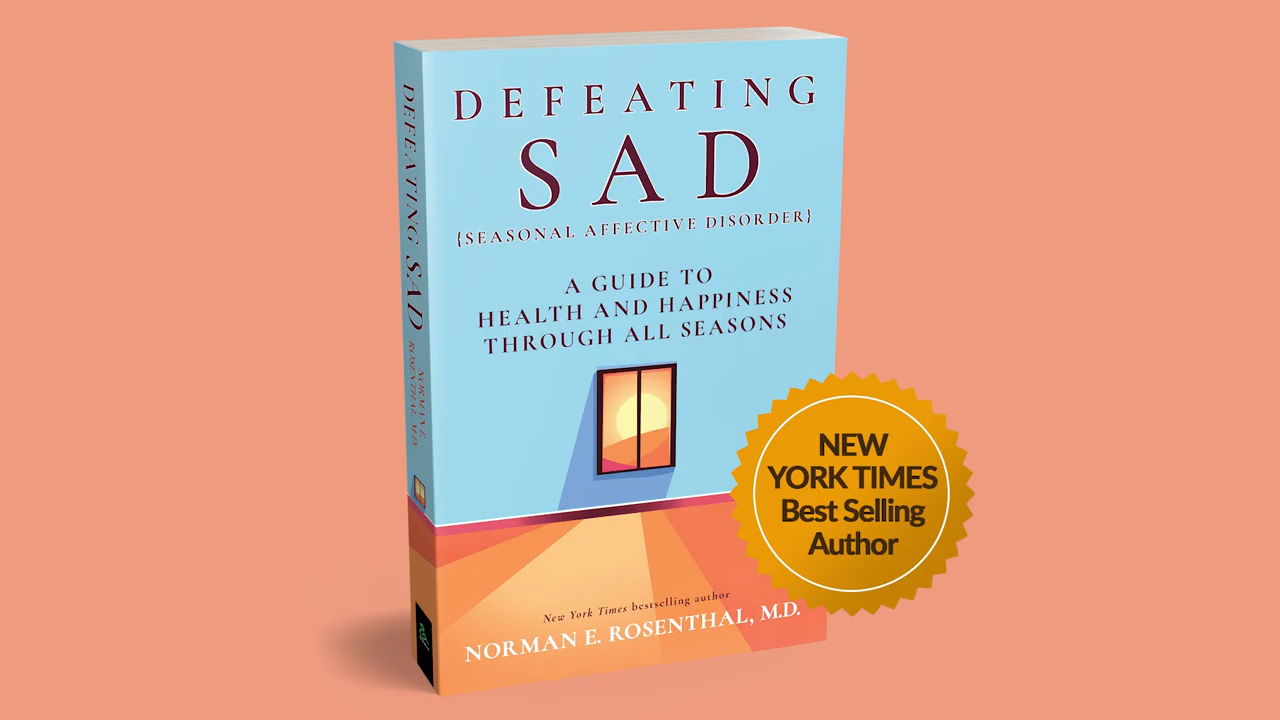 DEFEATING
SAD
{SEASONAL AFFECTIVE DISORDER}
A GUIDE TO
HEALTH AND HAPPINESS
THROUGH ALL SEASONS
New York Times bestselling author
NORMAN E. ROSENTHAL, M.D.
DEFEATING SAD
NORMAN E.
ROSENTHAL, M.D.
NEW
YORK TIMES
Best Selling
Author